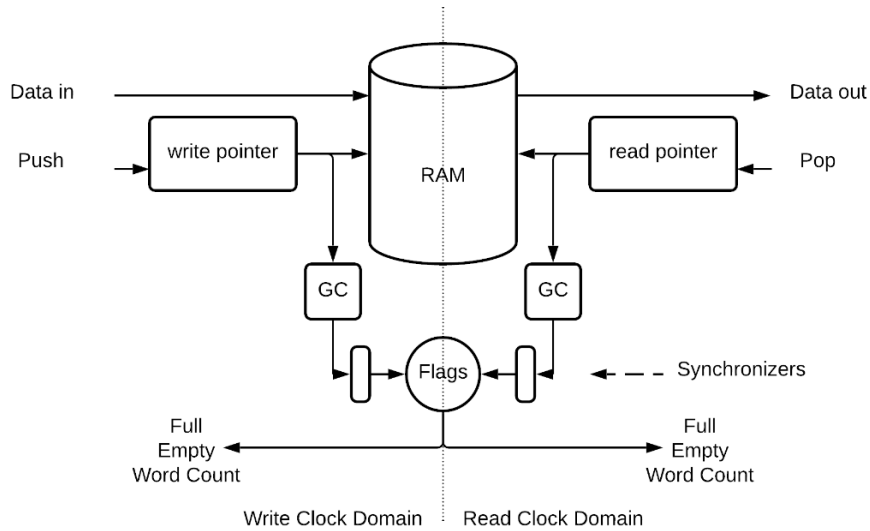 Data in
Data out
write pointer
read pointer
Push
Pop
RAM
GC
GC
Flags
Synchronizers
Full
Empty
Word Count
Full
Empty
Word Count
Write Clock Domain
Read Clock Domain